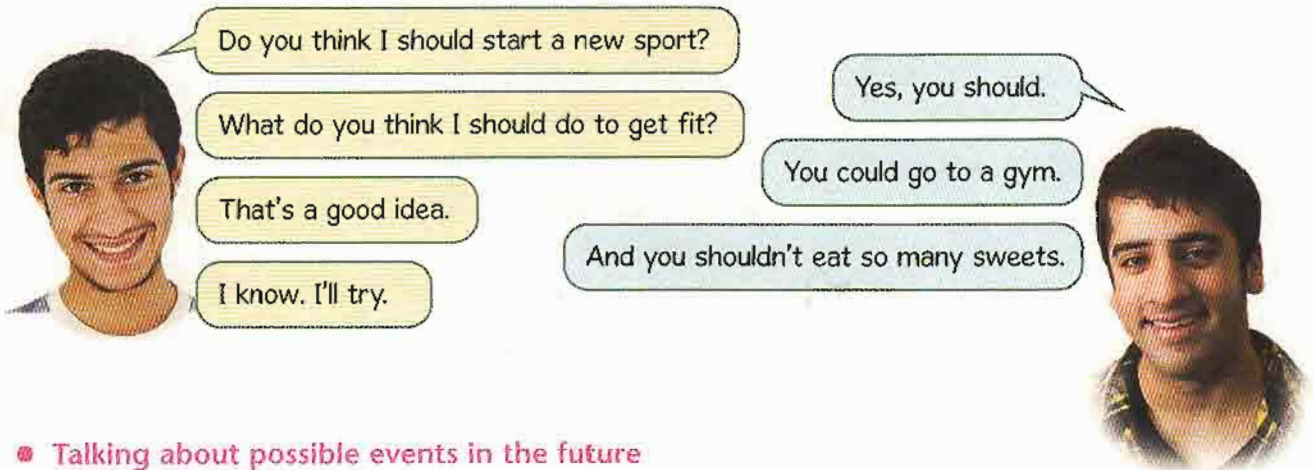 Do you think I should start a new sport?
Yes, you should.
What do you think I should do to get fit?
You could go to a gym.
That's a good idea.
And you shouldn't eat so many sweets.
I know. I'll try.
• Talking about possible events in the future